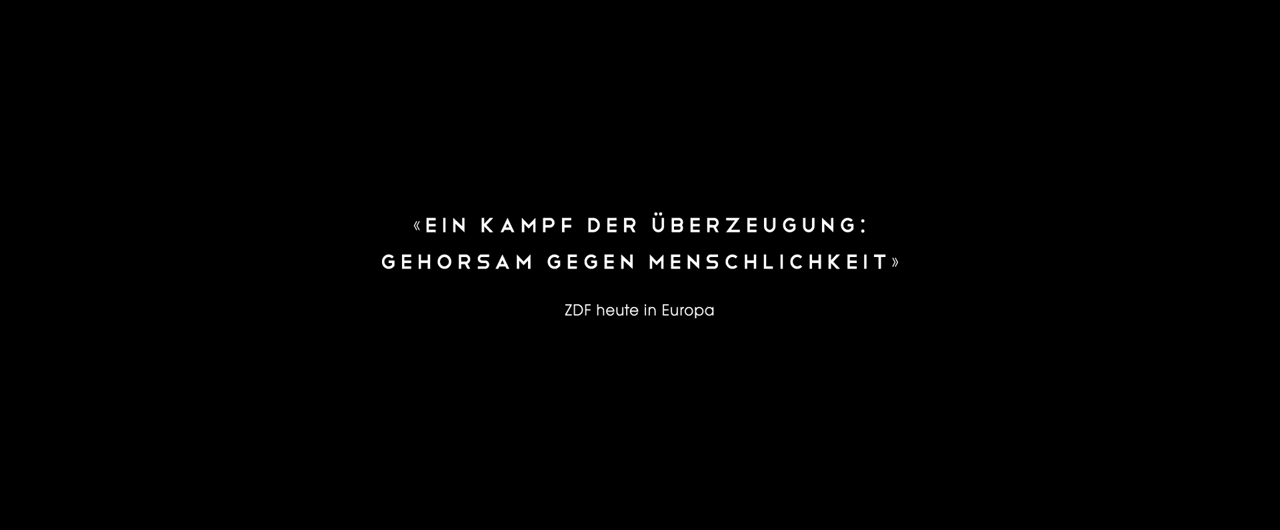 «EIN KAMPF DER ÜBERZEUGUNG:
GEHORSAM GEGEN MENSCHLICHKEIT»
ZDF heute in Europa